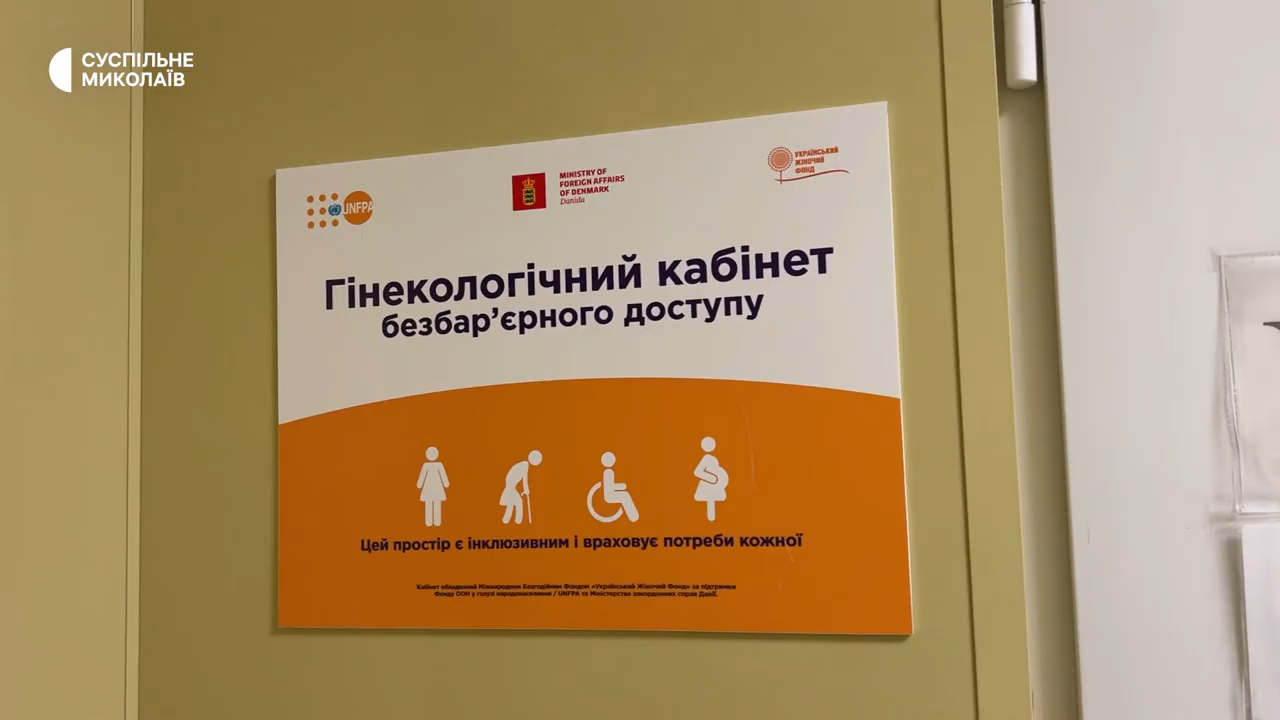 СУСПІЛЬНЕ
МИКОЛАЇВ
UNFPA
MINISTRY OF
FOREIGN AFFAIRS
OF DENMARK
Danida
УКРАЇНСЬКИЙ
ЖІНОЧИЙ
ФОНД
Гінекологічний кабінет
безбар’єрного доступу
Цей простір є інклюзивним і враховує потреби кожної
Кабінет обладнаний Міжнародним Благодійним Фондом «Український Жіночий Фонд» за підтримки
Фонду ООН у галузі народонаселення / UNFPA та Міністерства закордонних справ Данії.